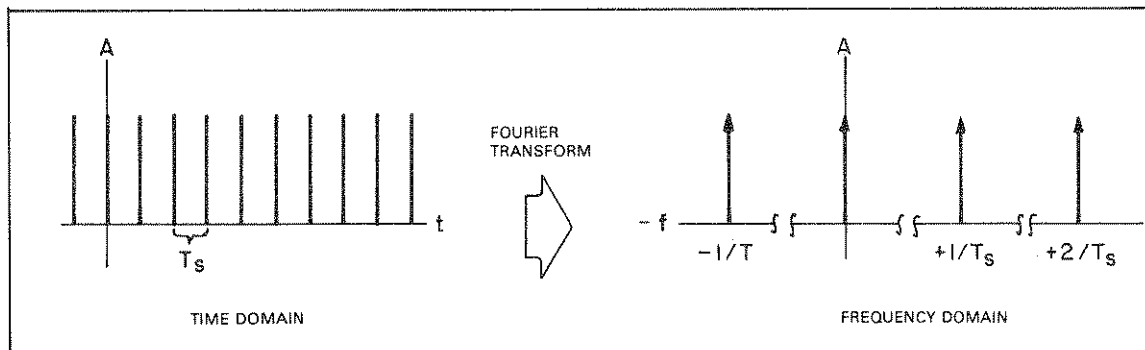 A
t
Ts
TIME DOMAIN
FOURIER
TRANSFORM
A
- f
-1/T
+1/Ts
+2/Ts
FREQUENCY DOMAIN